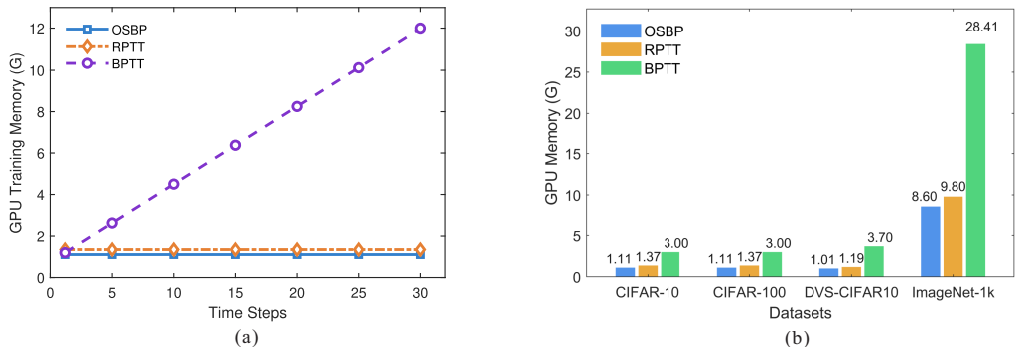 OSBP
RPTT
BPTT
12
10
8
6
4
2
0
0 5 10 15 20 25 30
GPU Training Memory (G)
Time Steps
(a)
OSBP
RPTT
BPTT
30
25
20
15
10
5
0
GPU Memory (G)
1.11 1.37 3.00
1.11 1.37 3.00
1.01 1.19 3.70
8.60 9.80 28.41
CIFAR-10 CIFAR-100 DVS-CIFAR10 ImageNet-1k
Datasets
(b)